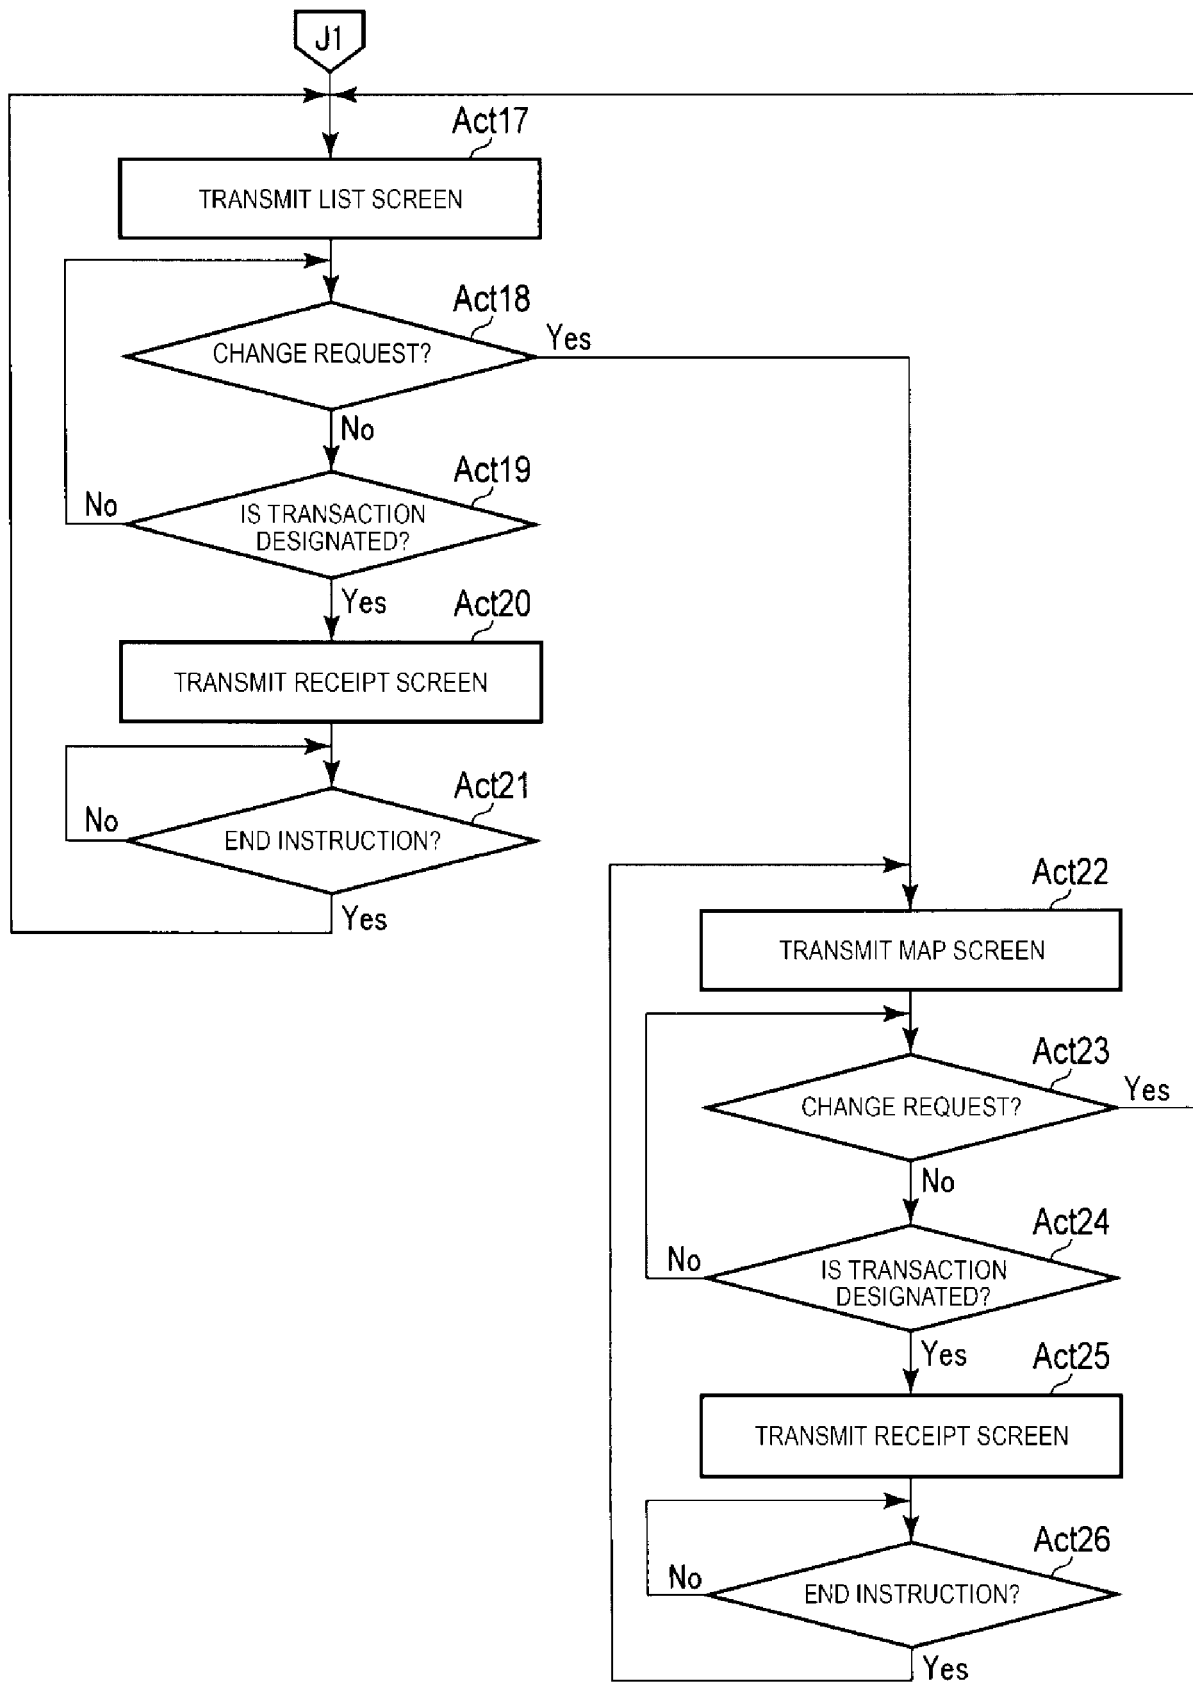 J1
Act17
TRANSMIT LIST SCREEN
Act18
CHANGE REQUEST?
Yes
No
Act19
IS TRANSACTION
DESIGNATED?
No
Yes
Act20
TRANSMIT RECEIPT SCREEN
Act21
END INSTRUCTION?
No
Yes
Act22
TRANSMIT MAP SCREEN
Act23
CHANGE REQUEST?
Yes
No
Act24
IS TRANSACTION
DESIGNATED?
No
Yes
Act25
TRANSMIT RECEIPT SCREEN
Act26
END INSTRUCTION?
No
Yes